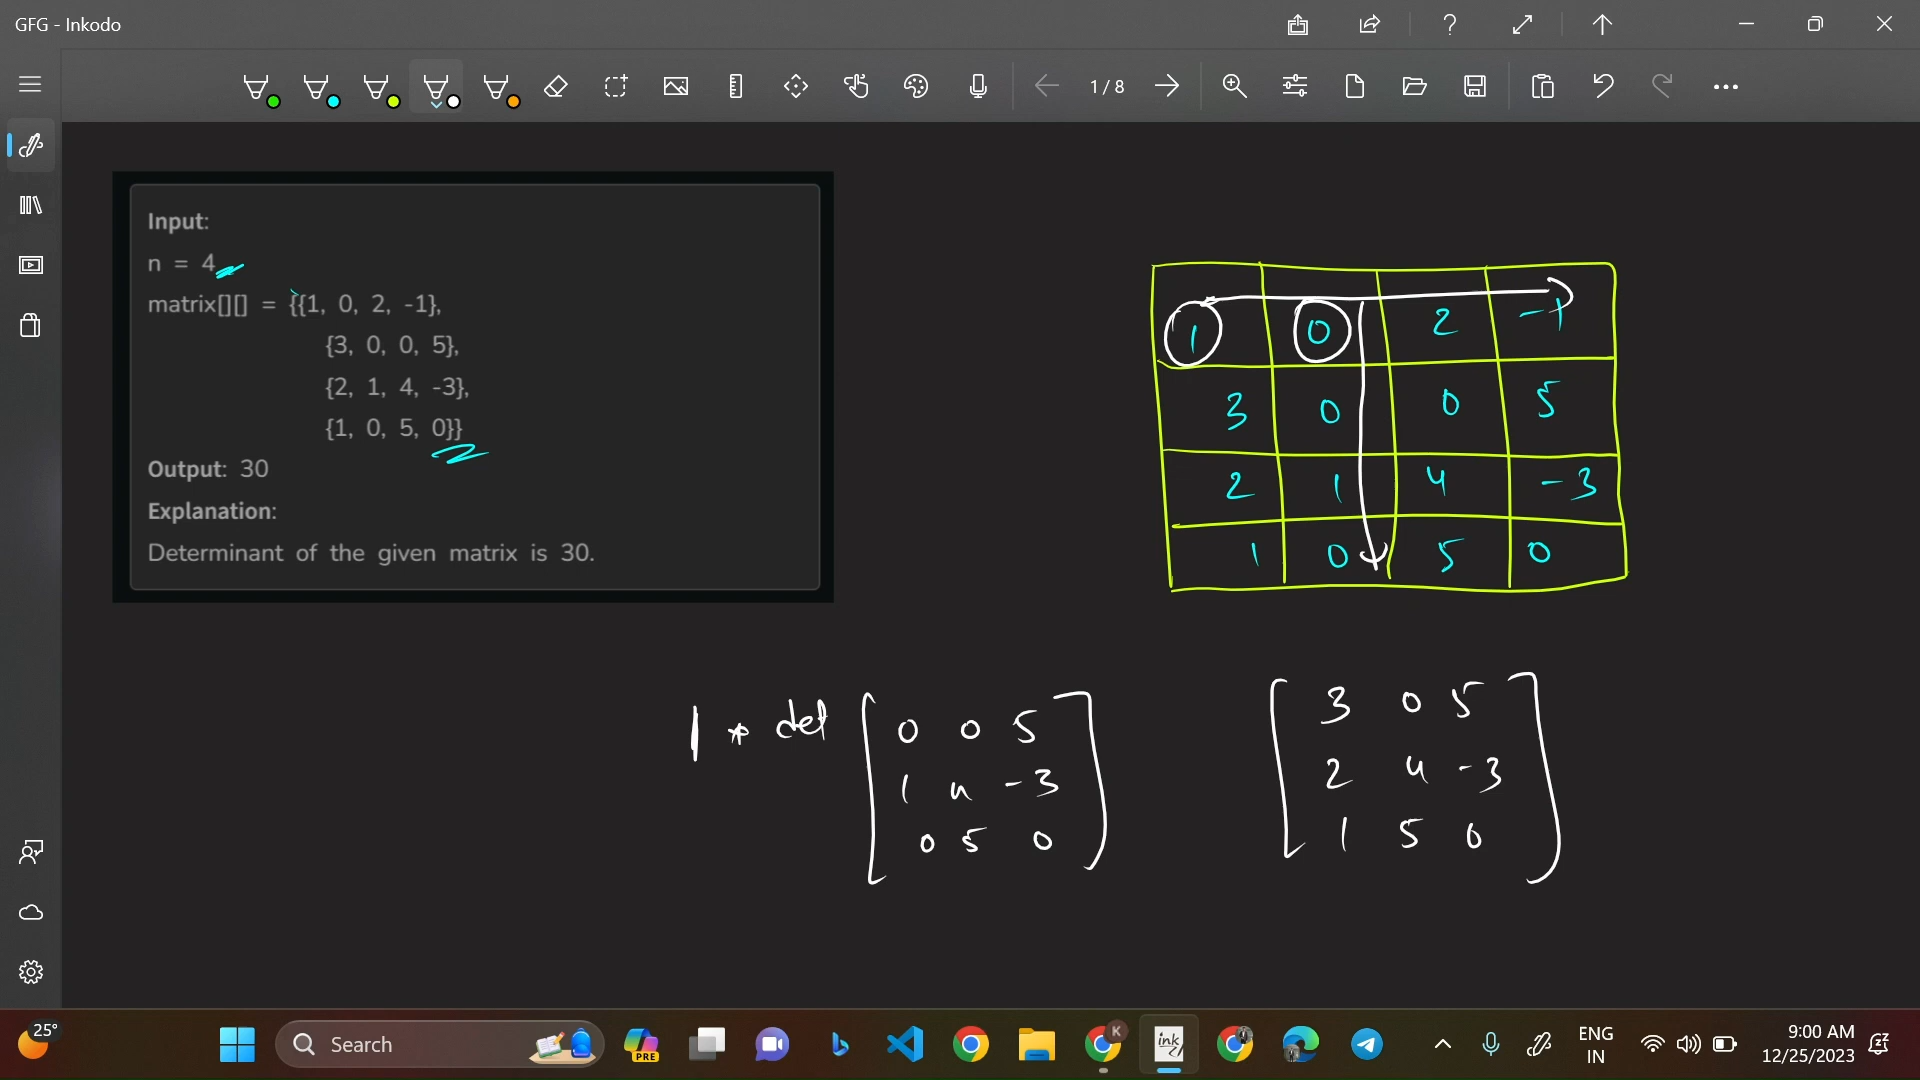 GFG - Inkodo
1 / 8
Input:
n = 4
matrix[][] = {{1, 0, 2, -1},
{3, 0, 0, 5},
{2, 1, 4, -3},
{1, 0, 5, 0}}
Output: 30
Explanation:
Determinant of the given matrix is 30.
1 0 2 -1
3 0 0 5
2 1 4 -3
1 0 5 0
1 * det
0 0 5
1 4 -3
0 5 0
3 0 5
2 4 -3
1 5 0
25°
Search
PRE
K
ink
ENG
IN
9:00 AM
12/25/2023